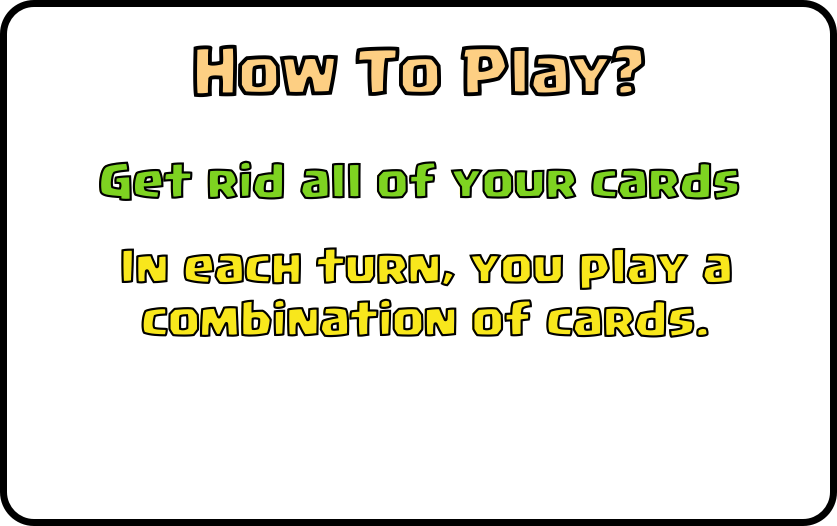 How To Play?
Get rid all of your cards
In each turn, you play a
combination of cards.